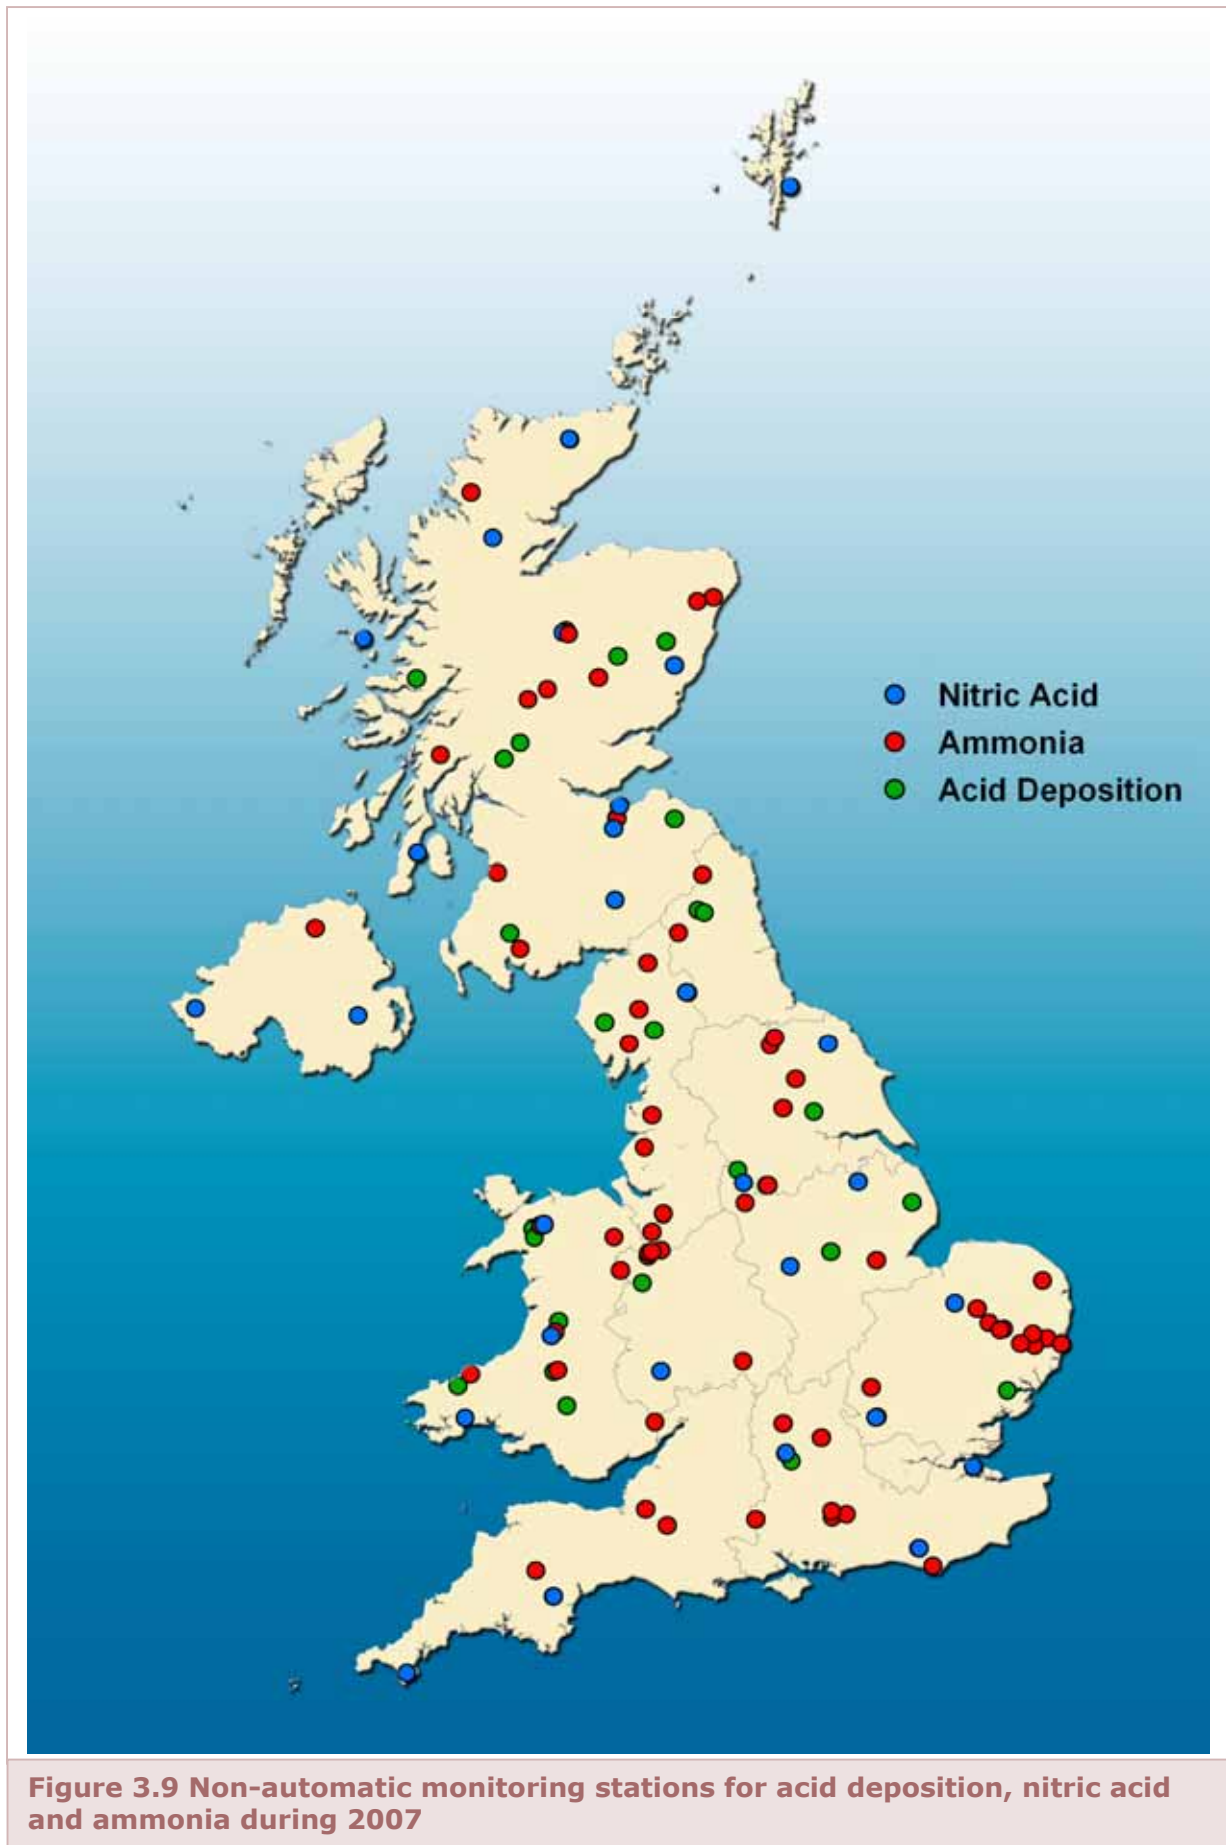 Nitric Acid
Ammonia
Acid Deposition
Figure 3.9 Non-automatic monitoring stations for acid deposition, nitric acid
and ammonia during 2007